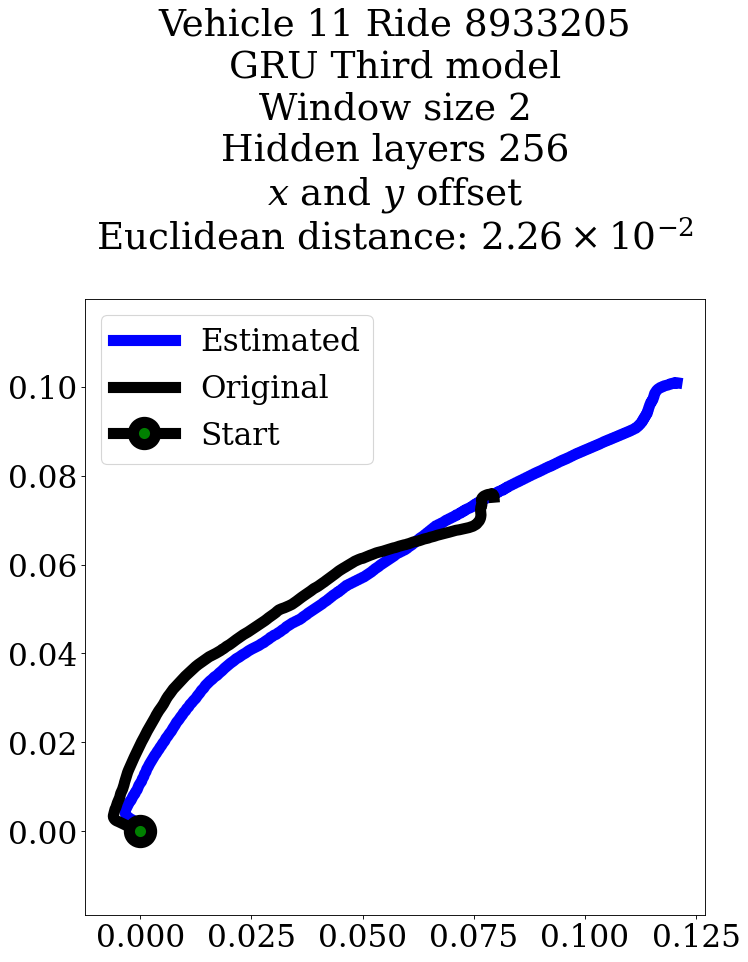 Vehicle 11 Ride 8933205
GRU Third model
Window size 2
Hidden layers 256
x and y offset
Euclidean distance: 2.26 × 10⁻²
Estimated
Original
Start
0.10
0.08
0.06
0.04
0.02
0.00
0.000 0.025 0.050 0.075 0.100 0.125